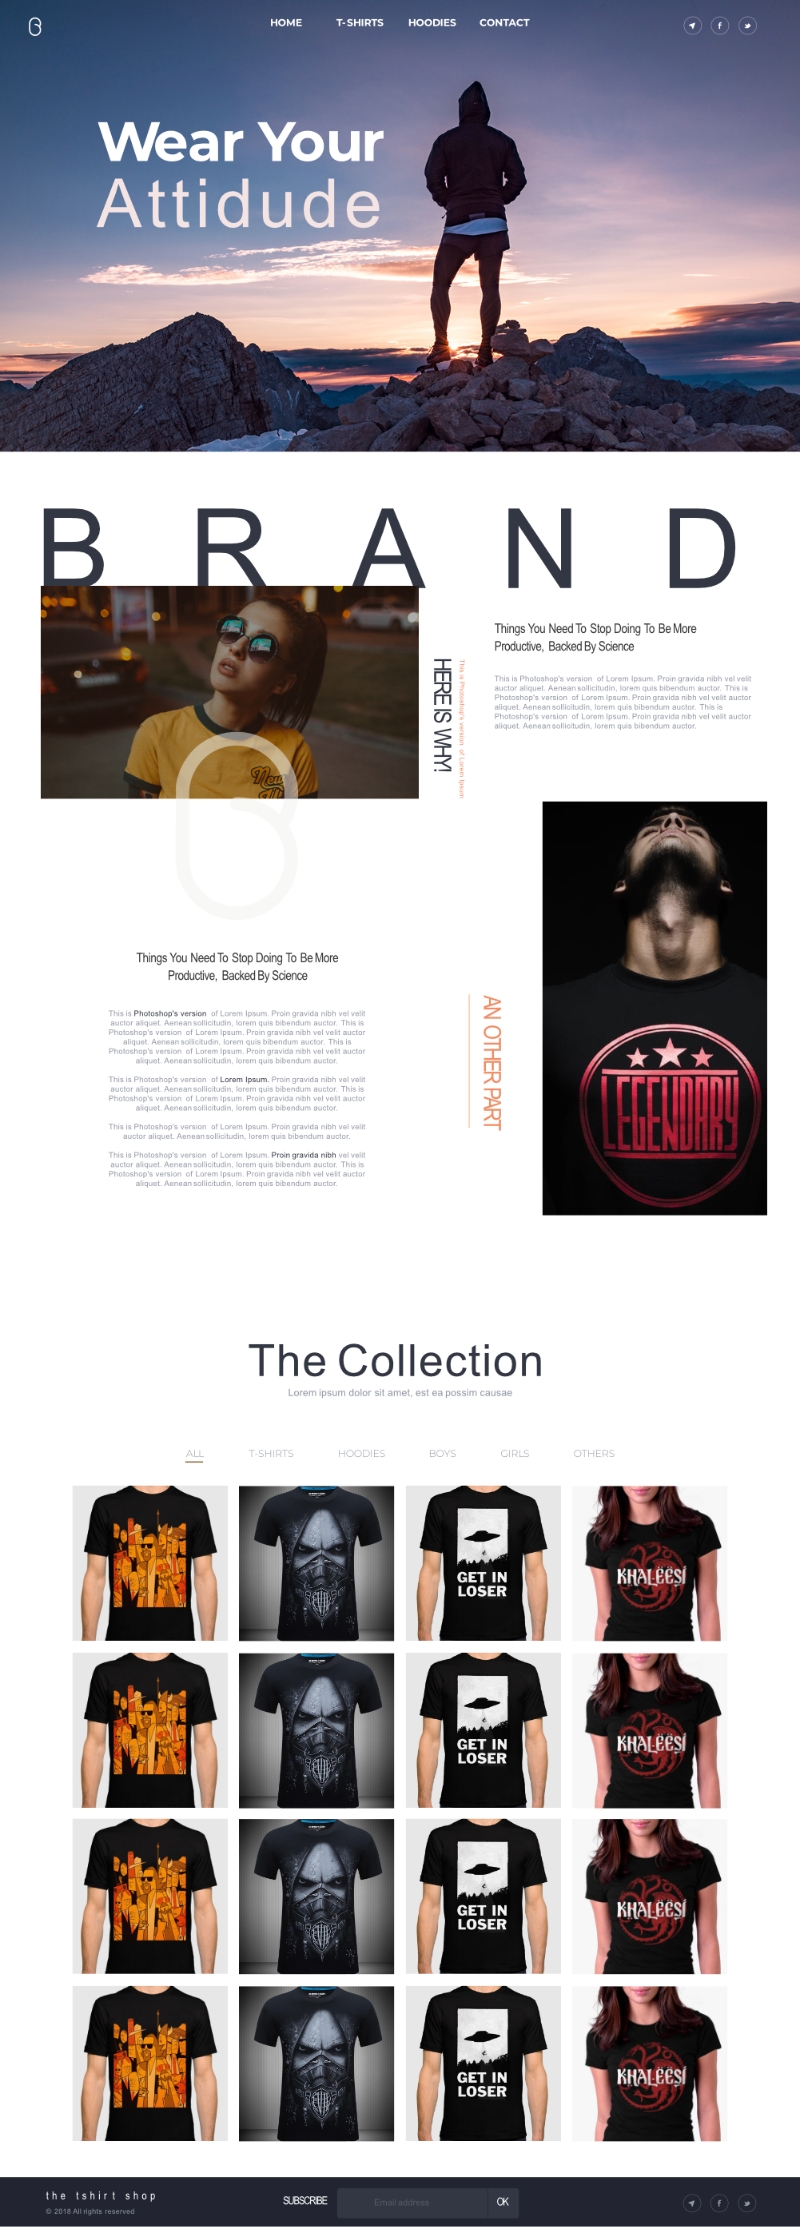 HOME T-SHIRTS HOODIES CONTACT
Wear Your
Attidude
BRAND
Things You Need To Stop Doing To Be More
Productive, Backed By Science
This is Photoshop's version of Lorem Ipsum. Proin gravida nibh vel velit
auctor aliquet. Aenean sollicitudin, lorem quis bibendum auctor. This is
Photoshop's version of Lorem Ipsum. Proin gravida nibh vel velit auctor
aliquet. Aenean sollicitudin, lorem quis bibendum auctor. This is
Photoshop's version of Lorem Ipsum. Proin gravida nibh vel velit auctor
aliquet. Aenean sollicitudin, lorem quis bibendum auctor.
This is Photoshop's version of Lorem Ipsum
HERE IS WHY!
New
Things You Need To Stop Doing To Be More
Productive, Backed By Science
This is Photoshop's version of Lorem Ipsum. Proin gravida nibh vel velit
auctor aliquet. Aenean sollicitudin, lorem quis bibendum auctor. This is
Photoshop's version of Lorem Ipsum. Proin gravida nibh vel velit auctor
aliquet. Aenean sollicitudin, lorem quis bibendum auctor. This is
Photoshop's version of Lorem Ipsum. Proin gravida nibh vel velit auctor
aliquet. Aenean sollicitudin, lorem quis bibendum auctor.
This is Photoshop's version of Lorem Ipsum. Proin gravida nibh vel velit
auctor aliquet. Aenean sollicitudin, lorem quis bibendum auctor. This is
Photoshop's version of Lorem Ipsum. Proin gravida nibh vel velit auctor
aliquet. Aenean sollicitudin, lorem quis bibendum auctor.
This is Photoshop's version of Lorem Ipsum. Proin gravida nibh vel velit
auctor aliquet. Aenean sollicitudin, lorem quis bibendum auctor.
This is Photoshop's version of Lorem Ipsum. Proin gravida nibh vel velit
auctor aliquet. Aenean sollicitudin, lorem quis bibendum auctor. This is
Photoshop's version of Lorem Ipsum. Proin gravida nibh vel velit auctor
aliquet. Aenean sollicitudin, lorem quis bibendum auctor.
AN OTHER PART
LEGENDARY
The Collection
Lorem ipsum dolor sit amet, est ea possim causae
ALL T-SHIRTS HOODIES BOYS GIRLS OTHERS
GET IN
LOSER
KHALEËSÍ
GET IN
LOSER
KHALEËSÍ
GET IN
LOSER
KHALEËSÍ
GET IN
LOSER
KHALEËSÍ
the tshirt shop
© 2018 All rights reserved
SUBSCRIBE Email address OK